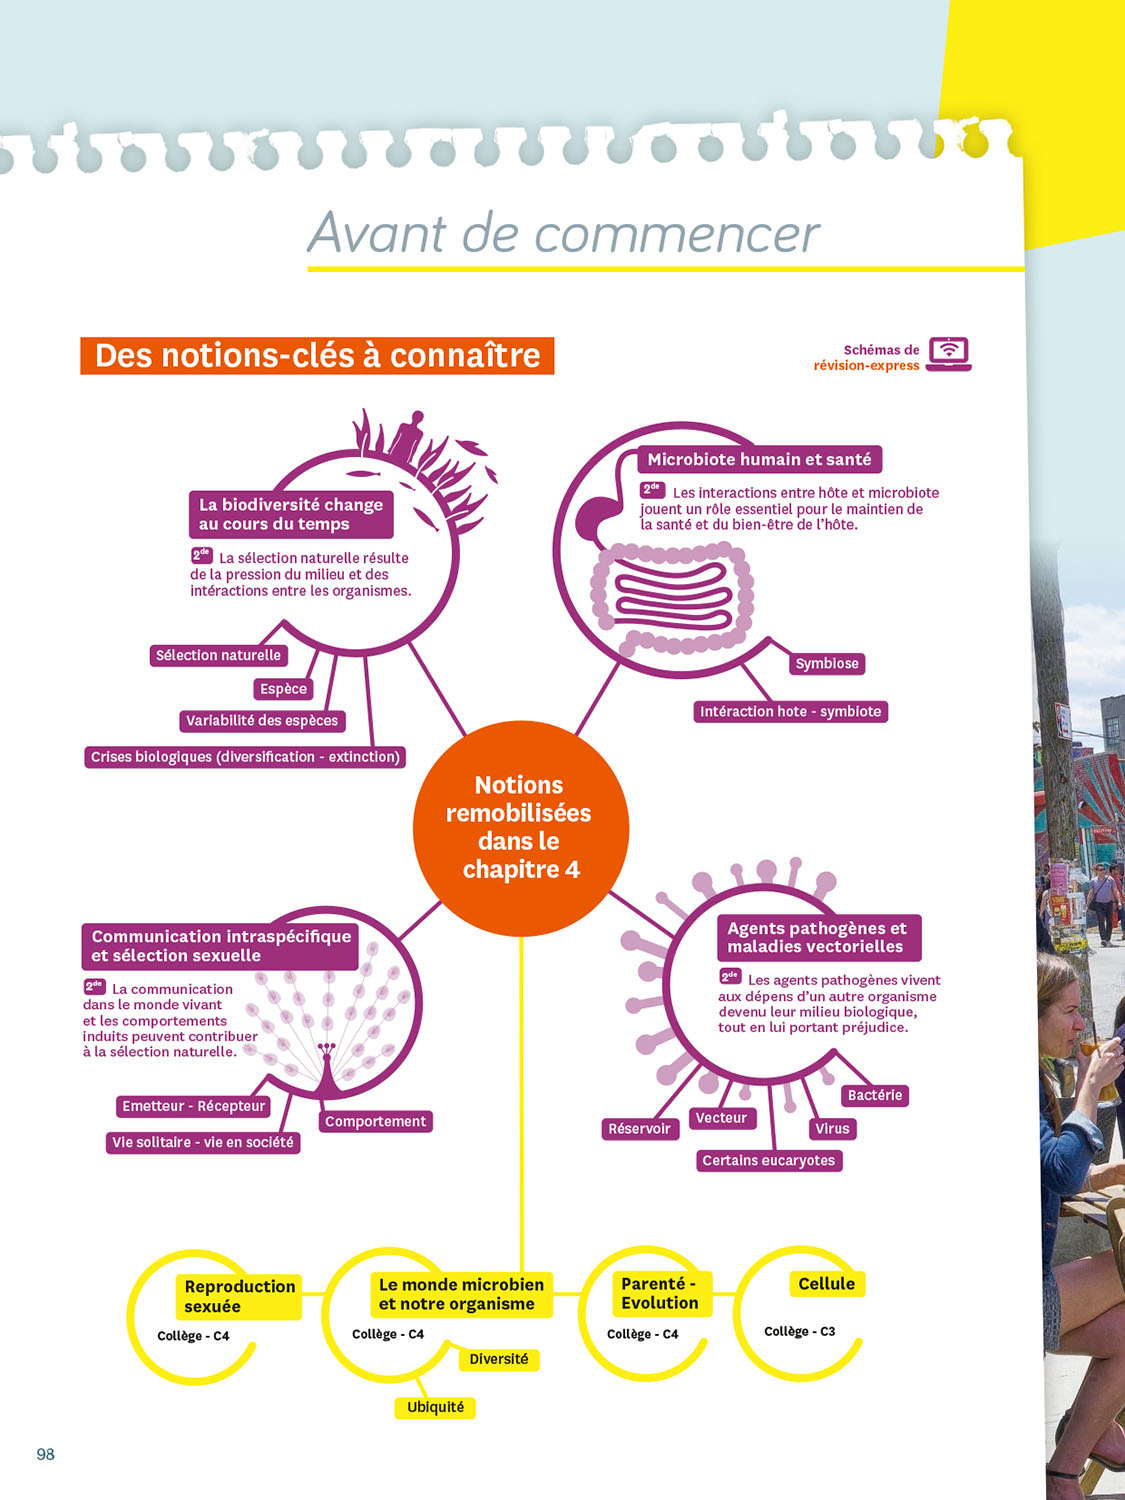 Avant de commencer
Des notions-clés à connaître
Schémas de
révision-express
La biodiversité change
au cours du temps
2de La sélection naturelle résulte
de la pression du milieu et des
intéractions entre les organismes.
Sélection naturelle
Espèce
Variabilité des espèces
Crises biologiques (diversification - extinction)
Microbiote humain et santé
2de Les interactions entre hôte et microbiote
jouent un rôle essentiel pour le maintien de
la santé et du bien-être de l'hôte.
Symbiose
Intéraction hote - symbiote
Notions
remobilisées
dans le
chapitre 4
Communication intraspécifique
et sélection sexuelle
2de La communication
dans le monde vivant
et les comportements
induits peuvent contribuer
à la sélection naturelle.
Emetteur - Récepteur
Comportement
Vie solitaire - vie en société
Agents pathogènes et
maladies vectorielles
2de Les agents pathogènes vivent
aux dépens d'un autre organisme
devenu leur milieu biologique,
tout en lui portant préjudice.
Bactérie
Réservoir
Vecteur
Virus
Certains eucaryotes
Reproduction
sexuée
Collège - C4
Le monde microbien
et notre organisme
Collège - C4
Diversité
Ubiquité
Parenté -
Evolution
Collège - C4
Cellule
Collège - C3
98